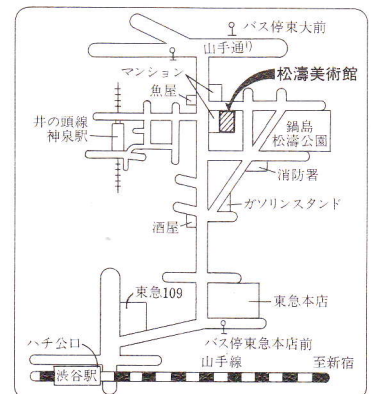 バス停東大前
山手通り
マンション
魚屋
松濤美術館
井の頭線
神泉駅
鍋島
松濤公園
消防署
ガソリンスタンド
酒屋
東急109
東急本店
ハチ公口
バス停東急本店前
山手線
至新宿
渋谷駅